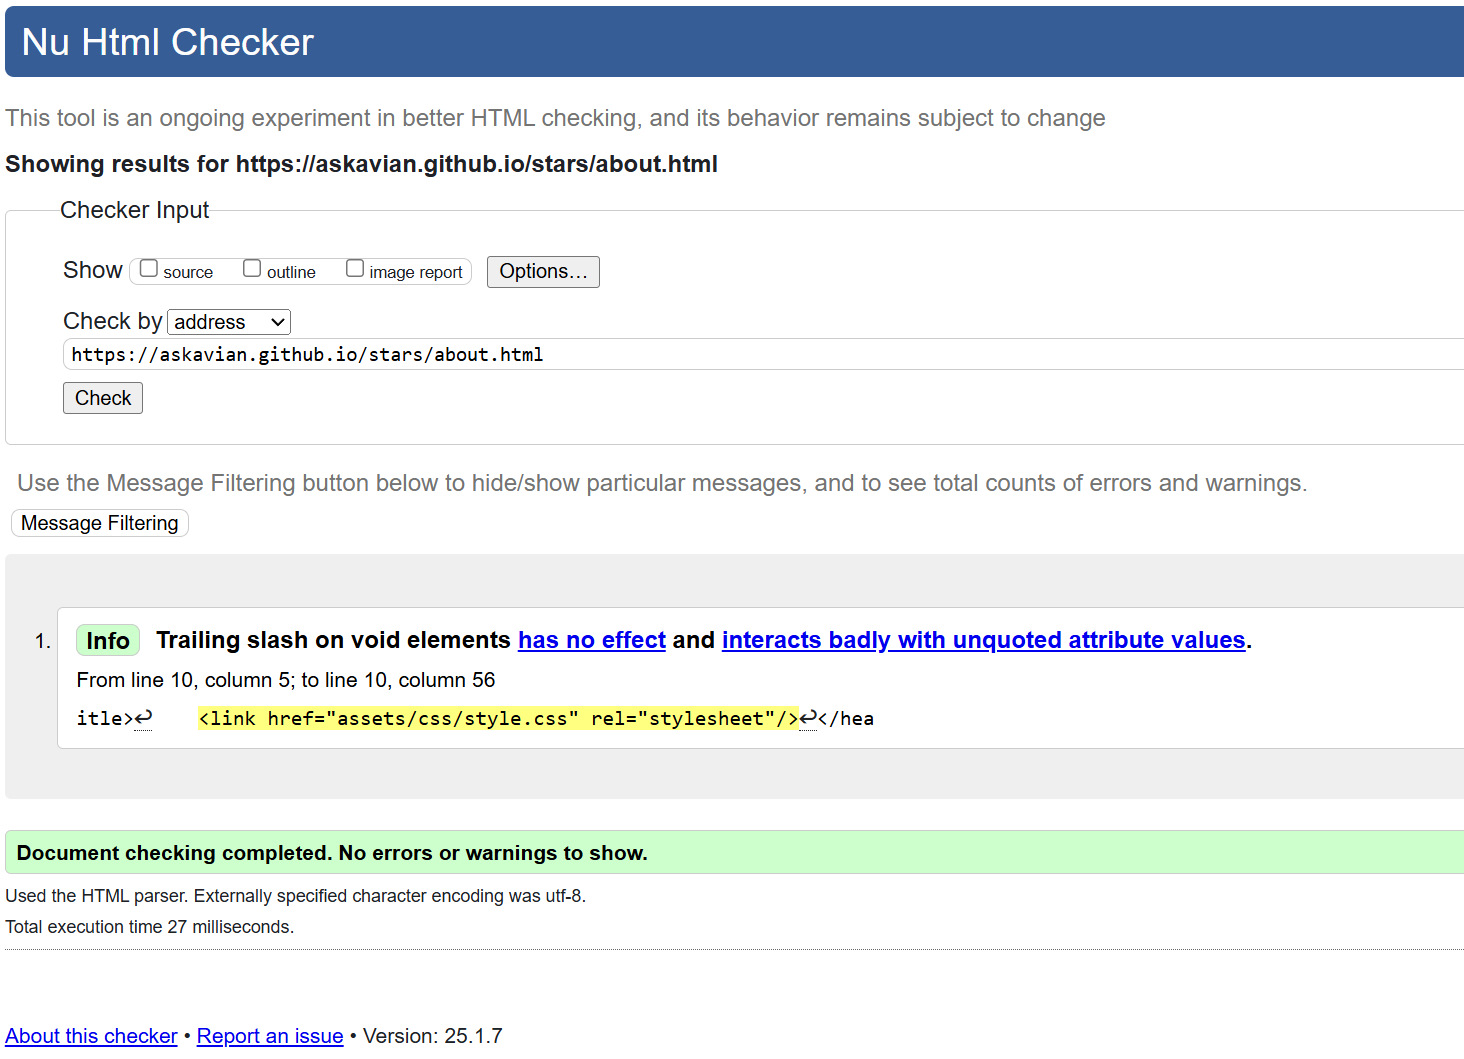 Nu Html Checker
This tool is an ongoing experiment in better HTML checking, and its behavior remains subject to change
Showing results for https://askavian.github.io/stars/about.html
Checker Input
Show source outline image report Options...
Check by address
https://askavian.github.io/stars/about.html
Check
Use the Message Filtering button below to hide/show particular messages, and to see total counts of errors and warnings.
Message Filtering
1. Info Trailing slash on void elements has no effect and interacts badly with unquoted attribute values.
From line 10, column 5; to line 10, column 56
itle>↩    <link href="assets/css/style.css" rel="stylesheet"/>↩</hea
Document checking completed. No errors or warnings to show.
Used the HTML parser. Externally specified character encoding was utf-8.
Total execution time 27 milliseconds.
About this checker • Report an issue • Version: 25.1.7